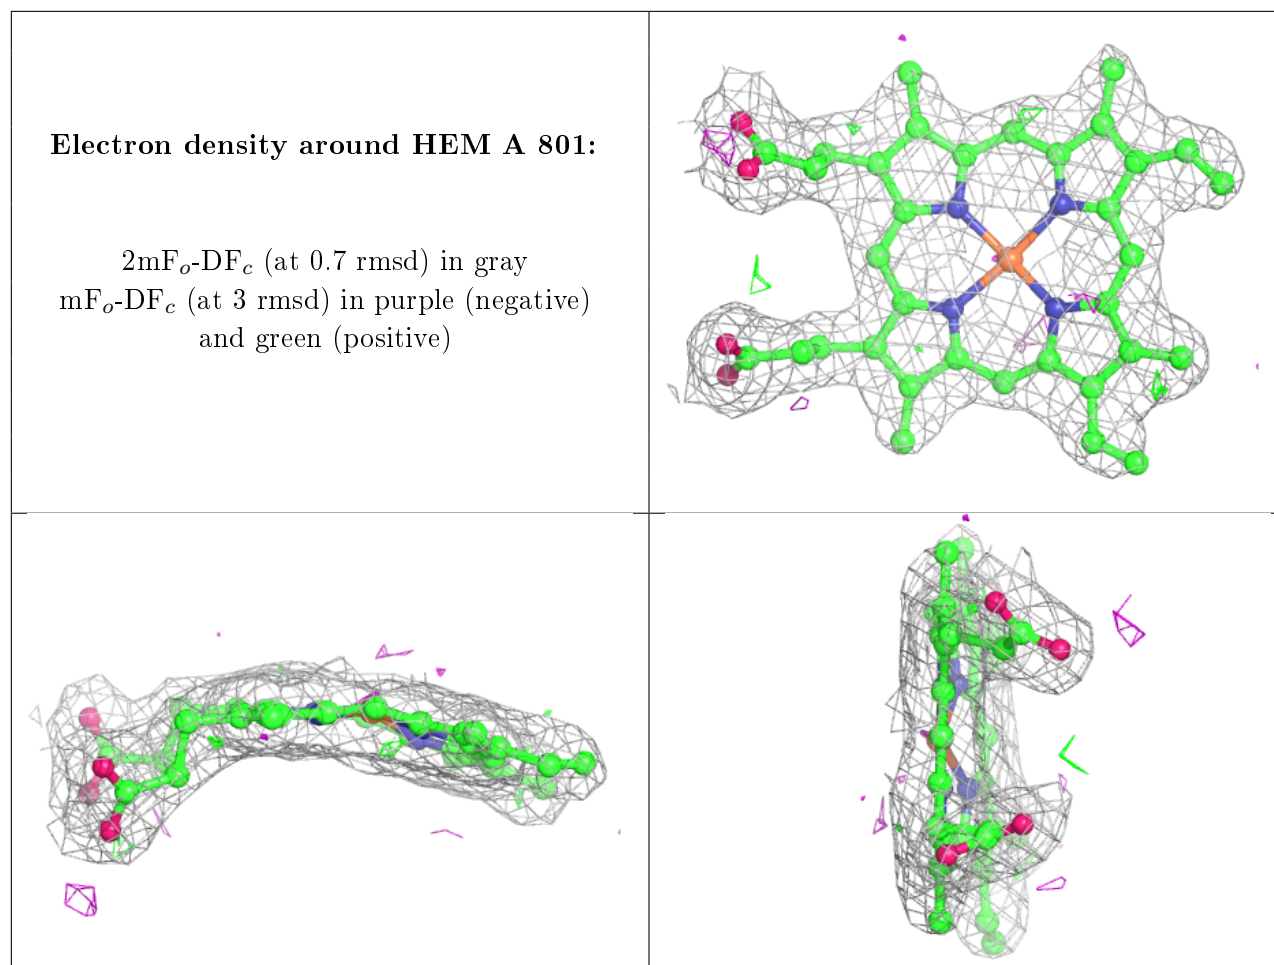 Electron density around HEM A 801:
2mFo-DFc (at 0.7 rmsd) in gray
mFo-DFc (at 3 rmsd) in purple (negative)
and green (positive)